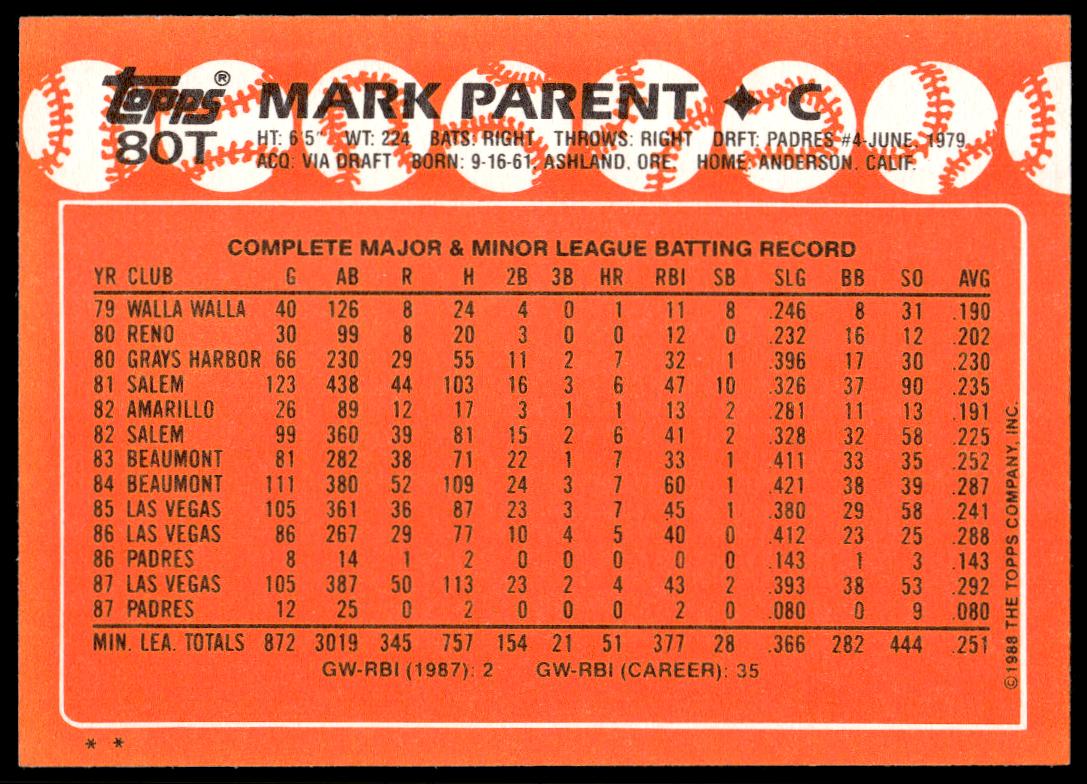 topps® MARK PARENT ♦ C
80T HT: 6'5" WT: 224 BATS: RIGHT THROWS: RIGHT DRFT: PADRES #4-JUNE, 1979
ACQ: VIA DRAFT BORN: 9-16-61, ASHLAND, ORE HOME: ANDERSON, CALIF.
COMPLETE MAJOR & MINOR LEAGUE BATTING RECORD
YR CLUB G AB R H 2B 3B HR RBI SB SLG BB SO AVG
79 WALLA WALLA 40 126 8 24 4 0 1 11 8 .246 8 31 .190
80 RENO 30 99 8 20 3 0 0 12 0 .232 16 12 .202
80 GRAYS HARBOR 66 230 29 55 11 2 7 32 1 .396 17 30 .230
81 SALEM 123 438 44 103 16 3 6 47 10 .326 37 90 .235
82 AMARILLO 26 89 12 17 3 1 1 13 2 .281 11 13 .191
82 SALEM 99 360 39 81 15 2 6 41 2 .328 32 58 .225
83 BEAUMONT 81 282 38 71 22 1 7 33 1 .411 33 35 .252
84 BEAUMONT 111 380 52 109 24 3 7 60 1 .421 38 39 .287
85 LAS VEGAS 105 361 36 87 23 3 7 45 1 .380 29 58 .241
86 LAS VEGAS 86 267 29 77 10 4 5 40 0 .412 23 25 .288
86 PADRES 8 14 1 2 0 0 0 0 0 .143 1 3 .143
87 LAS VEGAS 105 387 50 113 23 2 4 43 2 .393 38 53 .292
87 PADRES 12 25 0 2 0 0 0 2 0 .080 0 9 .080
MIN. LEA. TOTALS 872 3019 345 757 154 21 51 377 28 .366 282 444 .251
GW-RBI (1987): 2 GW-RBI (CAREER): 35
©1988 THE TOPPS COMPANY, INC.
* *